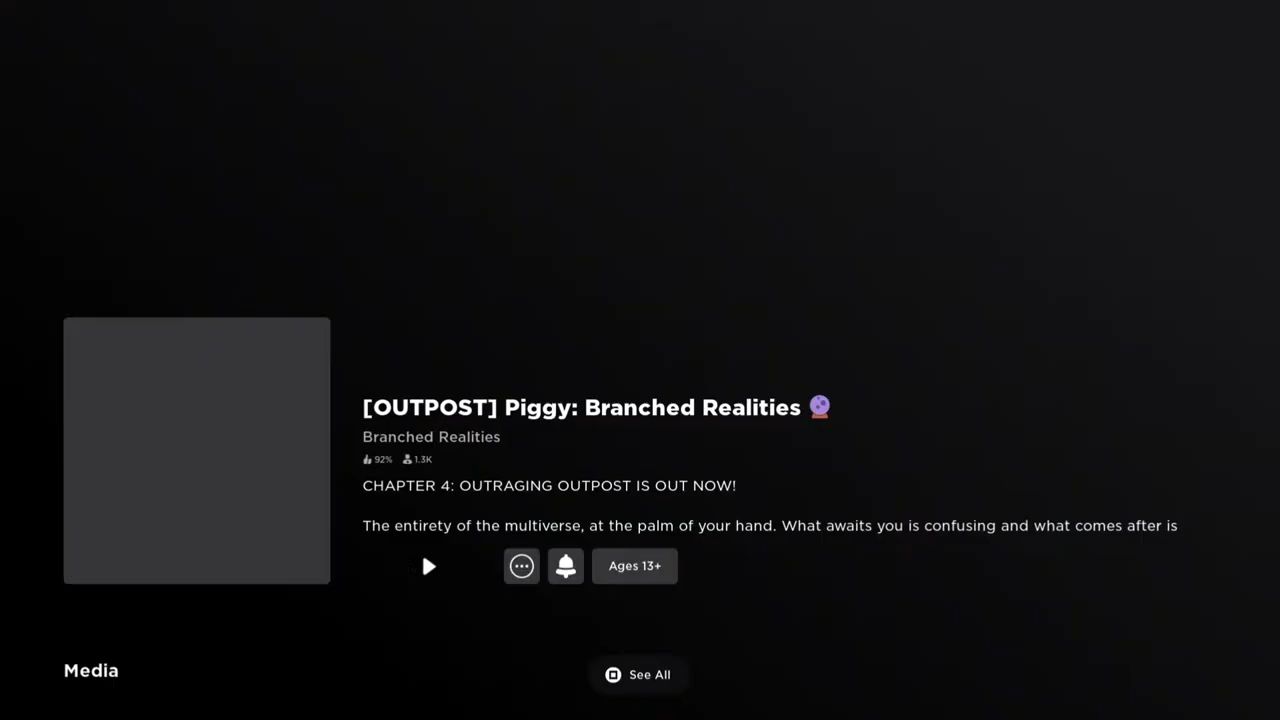 [OUTPOST] Piggy: Branched Realities 🔮
Branched Realities
92% 1.3K
CHAPTER 4: OUTRAGING OUTPOST IS OUT NOW!
The entirety of the multiverse, at the palm of your hand. What awaits you is confusing and what comes after is
Ages 13+
Media
See All